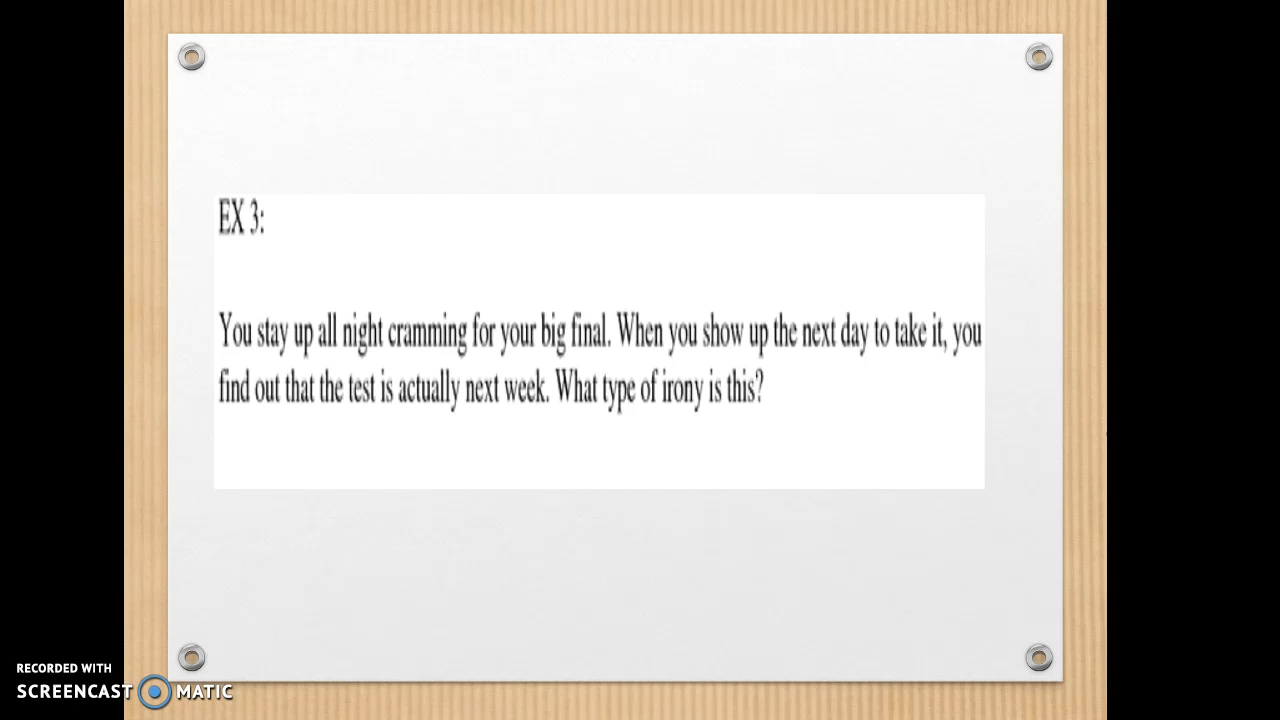 EX 3:
You stay up all night cramming for your big final. When you show up the next day to take it, you
find out that the test is actually next week. What type of irony is this?
RECORDED WITH
SCREENCAST MATIC